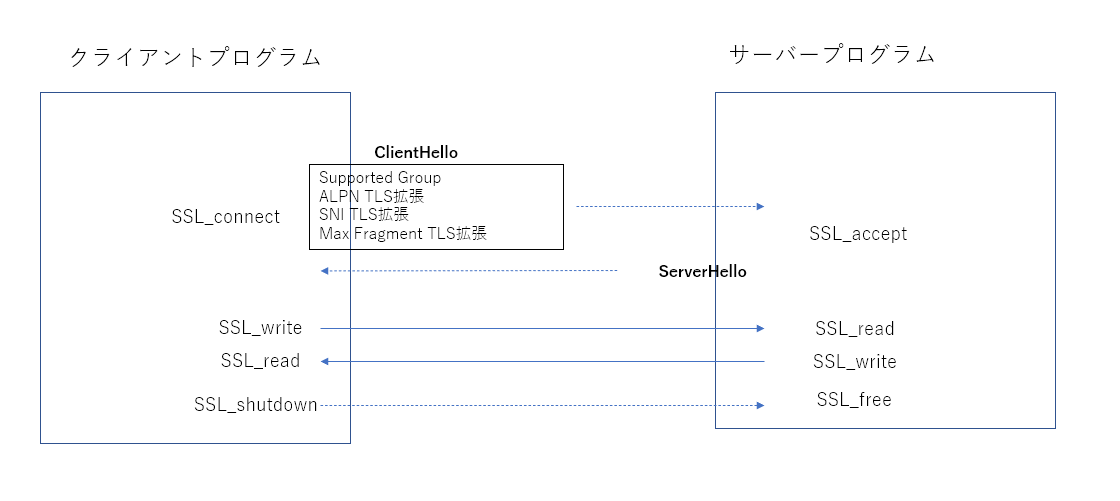 クライアントプログラム
サーバープログラム
ClientHello
Supported Group
ALPN TLS拡張
SNI TLS拡張
Max Fragment TLS拡張
SSL_connect
SSL_accept
ServerHello
SSL_write
SSL_read
SSL_read
SSL_write
SSL_shutdown
SSL_free